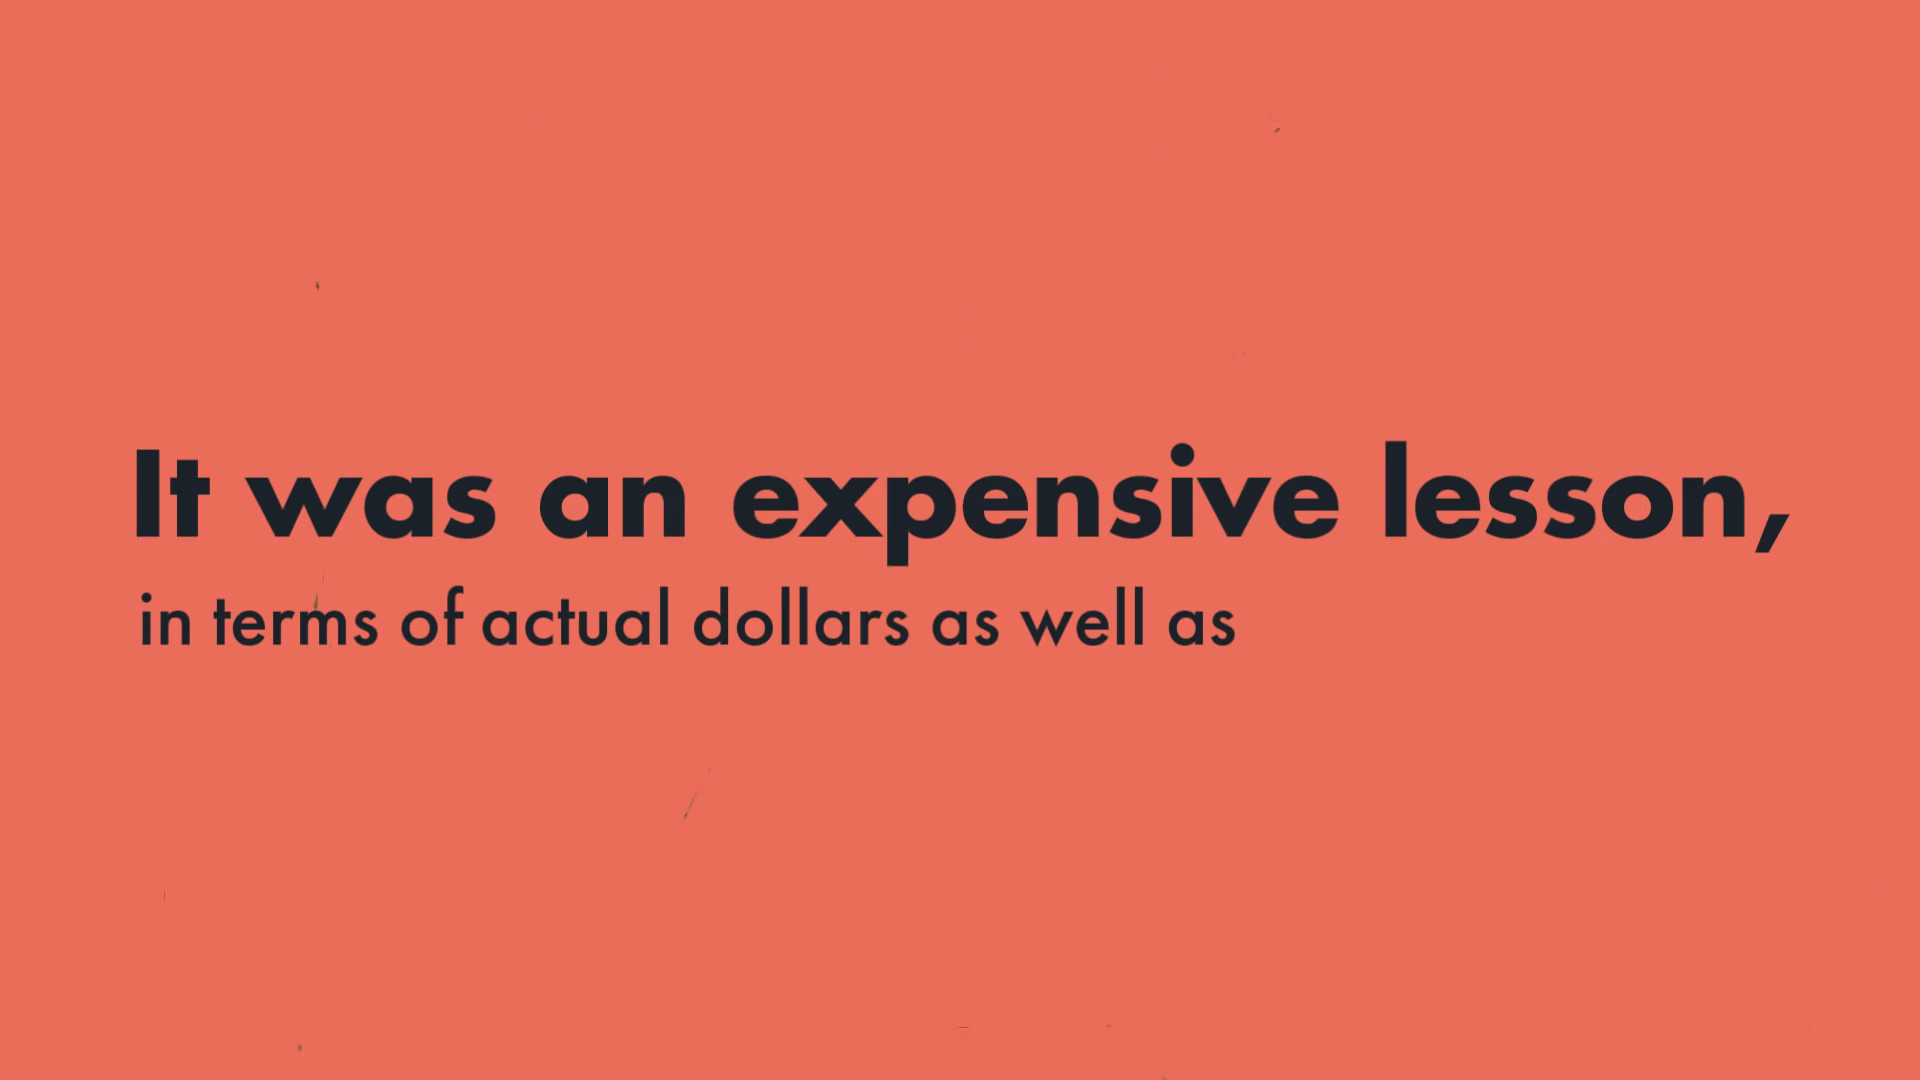 It was an expensive lesson,
in terms of actual dollars as well as